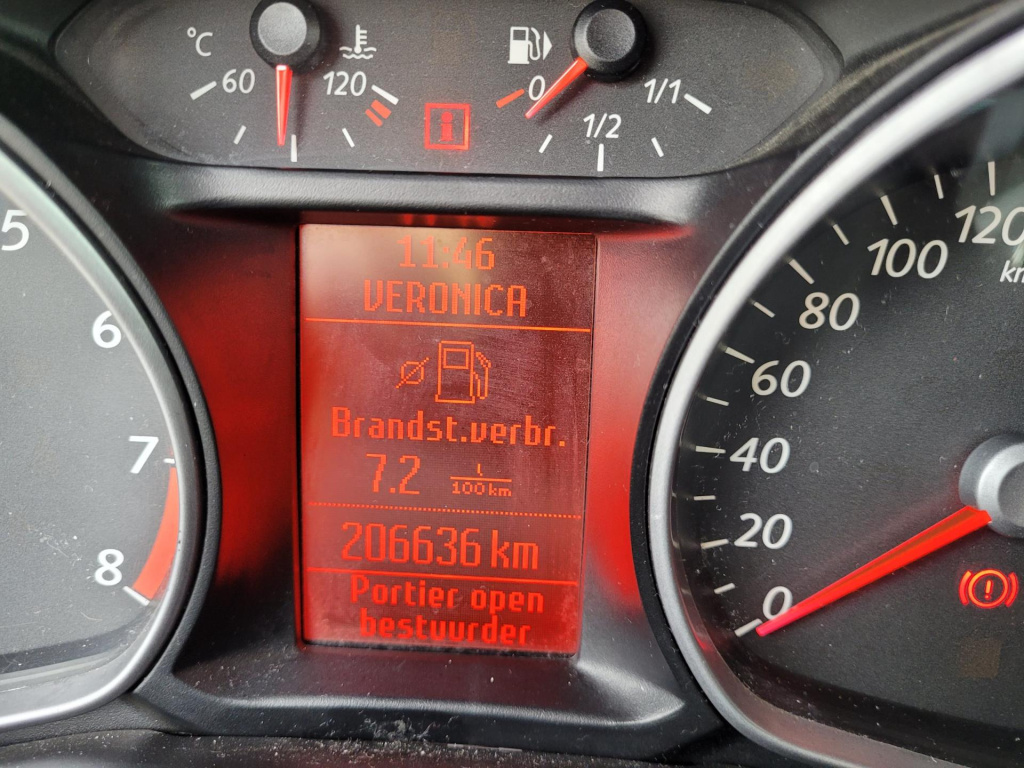 °C
60
120
0
1/2
1/1
i
11:46
VERONICA
Brandst.verbr.
7.2 l/100km
206636 km
Portier open
bestuurder
5
6
7
8
0
20
40
60
80
100
120